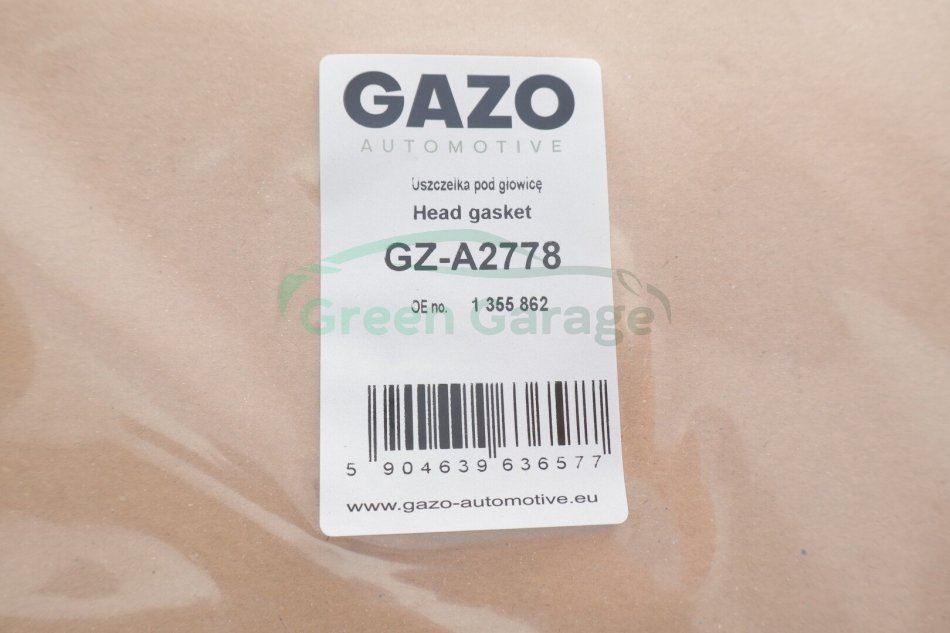 GAZO
AUTOMOTIVE
Uszczelka pod głowicę
Head gasket
GZ-A2778
OE no. 1 355 862
Green Garage
5 904639 636577
www.gazo-automotive.eu